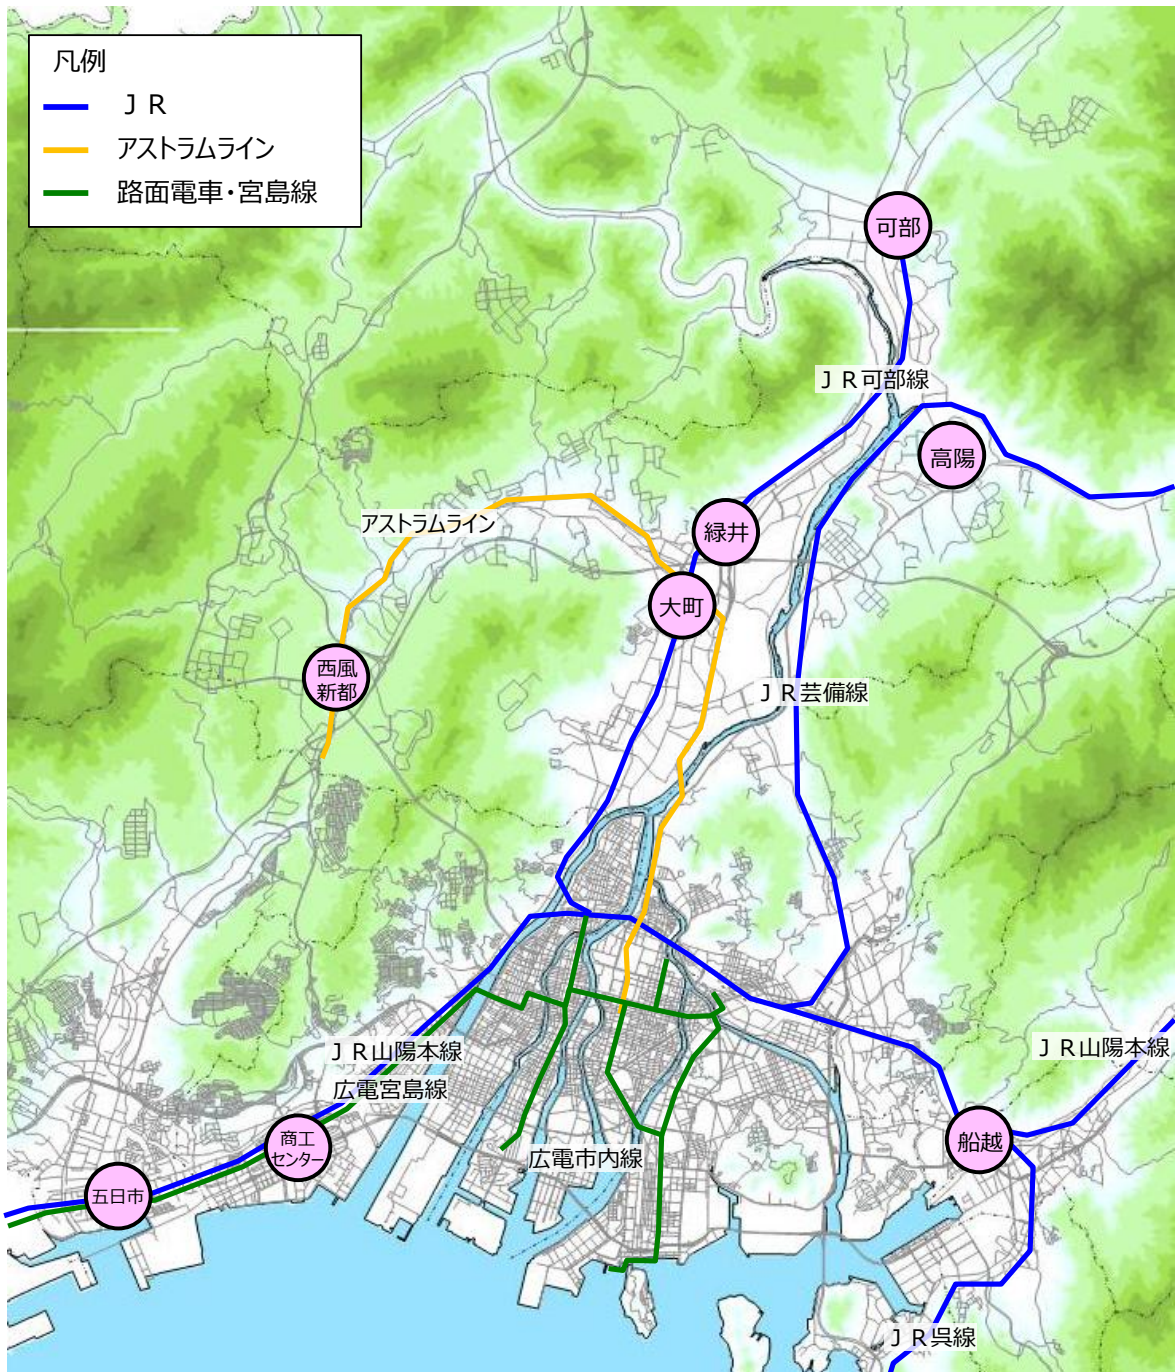 凡例
ＪＲ
アストラムライン
路面電車・宮島線
可部
ＪＲ可部線
高陽
アストラムライン
緑井
大町
西風
新都
ＪＲ芸備線
ＪＲ山陽本線
広電宮島線
ＪＲ山陽本線
商工
センター
船越
広電市内線
五日市
ＪＲ呉線